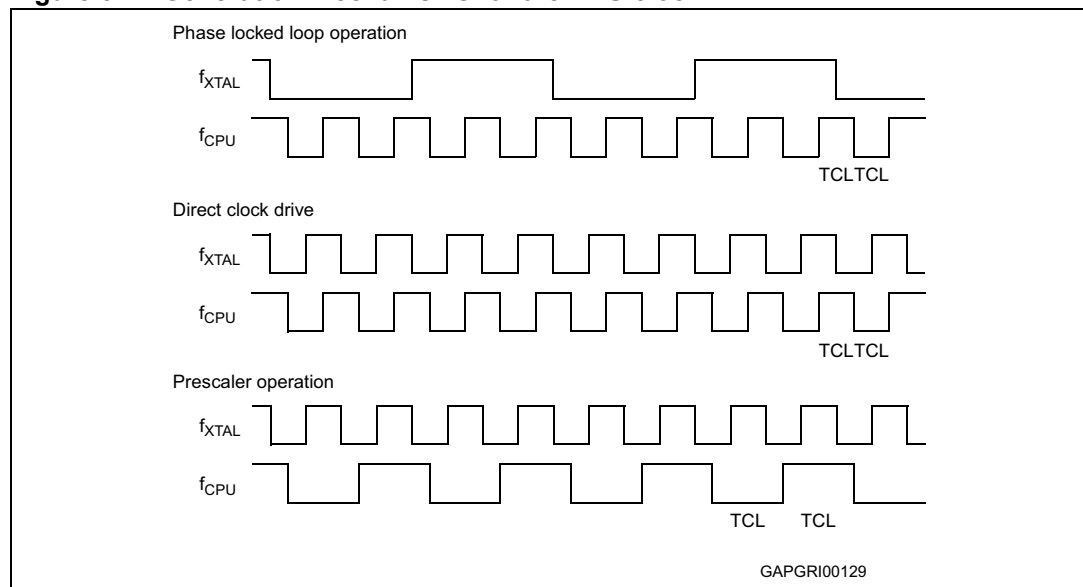 Phase locked loop operation
fXTAL
fCPU
TCLTCL
Direct clock drive
fXTAL
fCPU
TCLTCL
Prescaler operation
fXTAL
fCPU
TCL TCL
GAPGRI00129